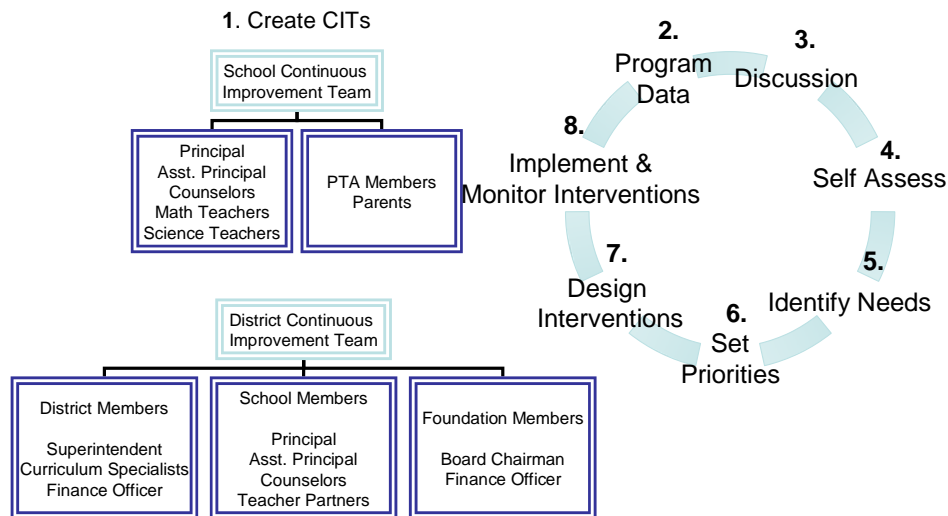 1. Create CITs
School Continuous
Improvement Team
Principal
Asst. Principal
Counselors
Math Teachers
Science Teachers
PTA Members
Parents
District Continuous
Improvement Team
District Members
Superintendent
Curriculum Specialists
Finance Officer
School Members
Principal
Asst. Principal
Counselors
Teacher Partners
Foundation Members
Board Chairman
Finance Officer
2.
Program
Data
3.
Discussion
4.
Self Assess
5.
Identify Needs
6.
Set
Priorities
7.
Design
Interventions
8.
Implement &
Monitor Interventions